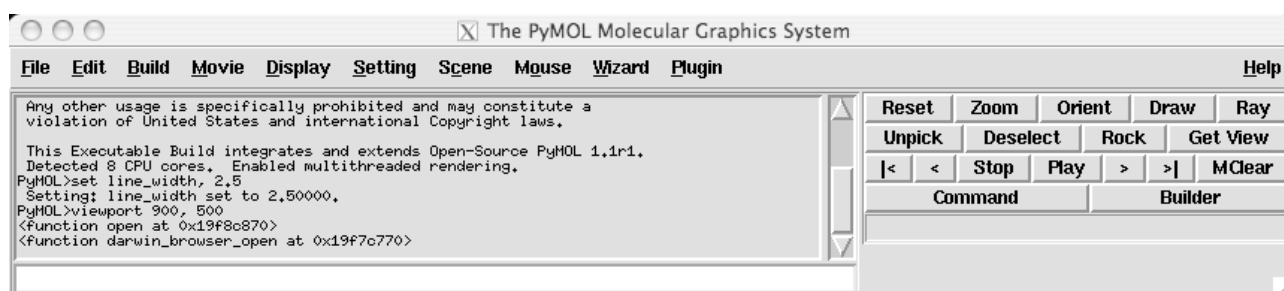 The PyMOL Molecular Graphics System
File Edit Build Movie Display Setting Scene Mouse Wizard Plugin Help
Any other usage is specifically prohibited and may constitute a
violation of United States and international Copyright laws.
This Executable Build integrates and extends Open-Source PyMOL 1.1r1.
Detected 8 CPU cores.  Enabled multithreaded rendering.
PyMOL>set line_width, 2.5
Setting: line_width set to 2.50000.
PyMOL>viewport 900, 500
<function open at 0x19f8c870>
<function darwin_browser_open at 0x19f7c770>
Reset Zoom Orient Draw Ray
Unpick Deselect Rock Get View
|< < Stop Play > >| MClear
Command Builder